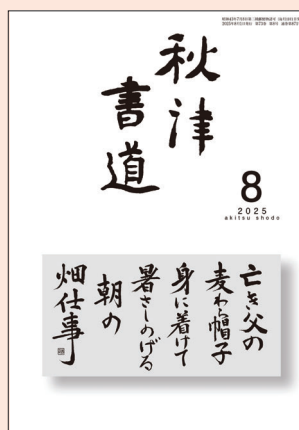 秋津
書道
8
2025
akitsu shodo
亡き父の
麦わら帽子
身に着けて
暑さしのげる
朝の
畑仕事